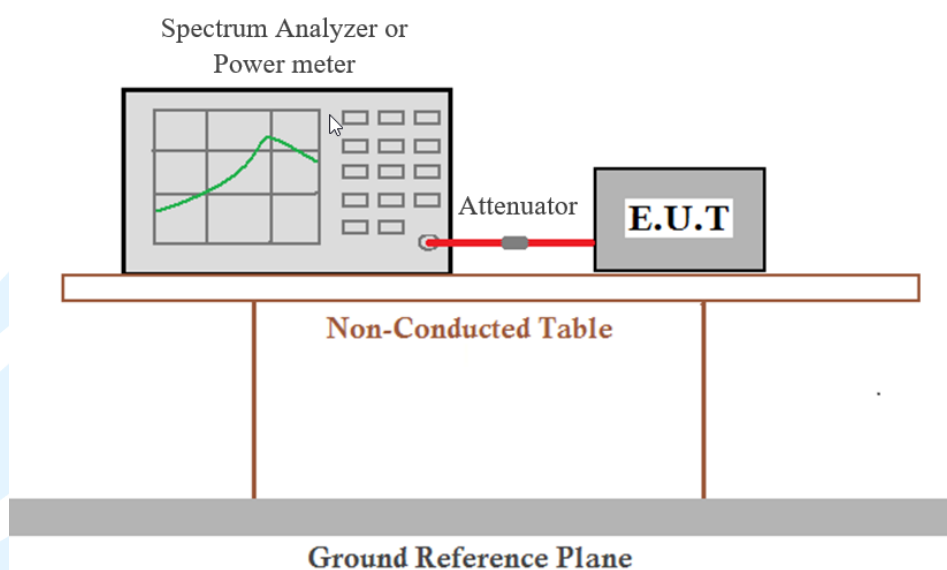 Spectrum Analyzer or
Power meter
Attenuator
E.U.T
Non-Conducted Table
Ground Reference Plane